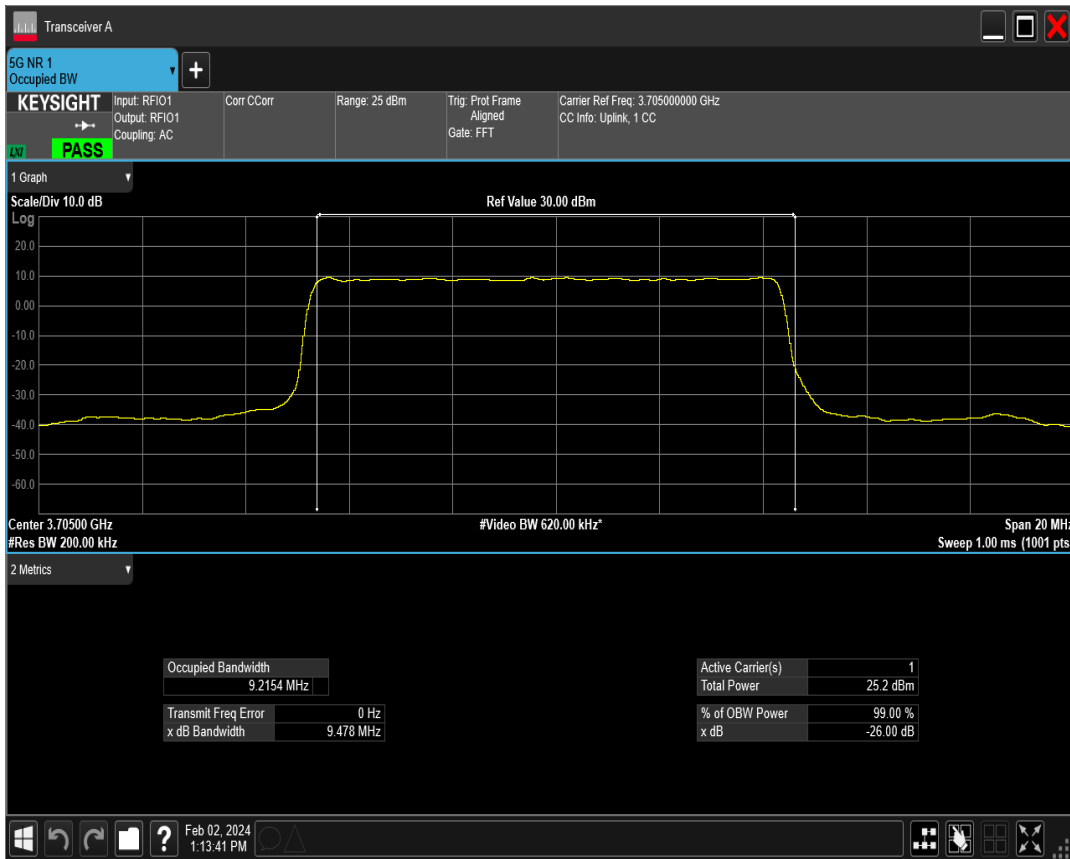 Transceiver A
5G NR 1
Occupied BW
+
KEYSIGHT
LXI
PASS
Input: RFIO1
Output: RFIO1
Coupling: AC
Corr CCorr
Range: 25 dBm
Trig: Prot Frame
Aligned
Gate: FFT
Carrier Ref Freq: 3.705000000 GHz
CC Info: Uplink, 1 CC
1 Graph
Scale/Div 10.0 dB
Ref Value 30.00 dBm
Log
20.0
10.0
0.00
-10.0
-20.0
-30.0
-40.0
-50.0
-60.0
Center 3.70500 GHz
#Video BW 620.00 kHz*
Span 20 MHz
#Res BW 200.00 kHz
Sweep 1.00 ms (1001 pts
2 Metrics
Occupied Bandwidth
9.2154 MHz
Transmit Freq Error 0 Hz
x dB Bandwidth 9.478 MHz
Active Carrier(s) 1
Total Power 25.2 dBm
% of OBW Power 99.00 %
x dB -26.00 dB
?
Feb 02, 2024
1:13:41 PM